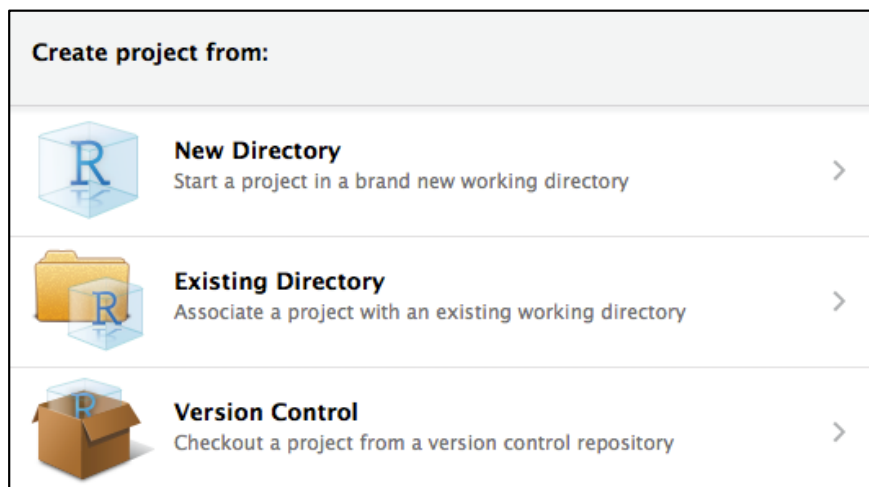 Create project from:
R
New Directory
Start a project in a brand new working directory
R
Existing Directory
Associate a project with an existing working directory
R
Version Control
Checkout a project from a version control repository